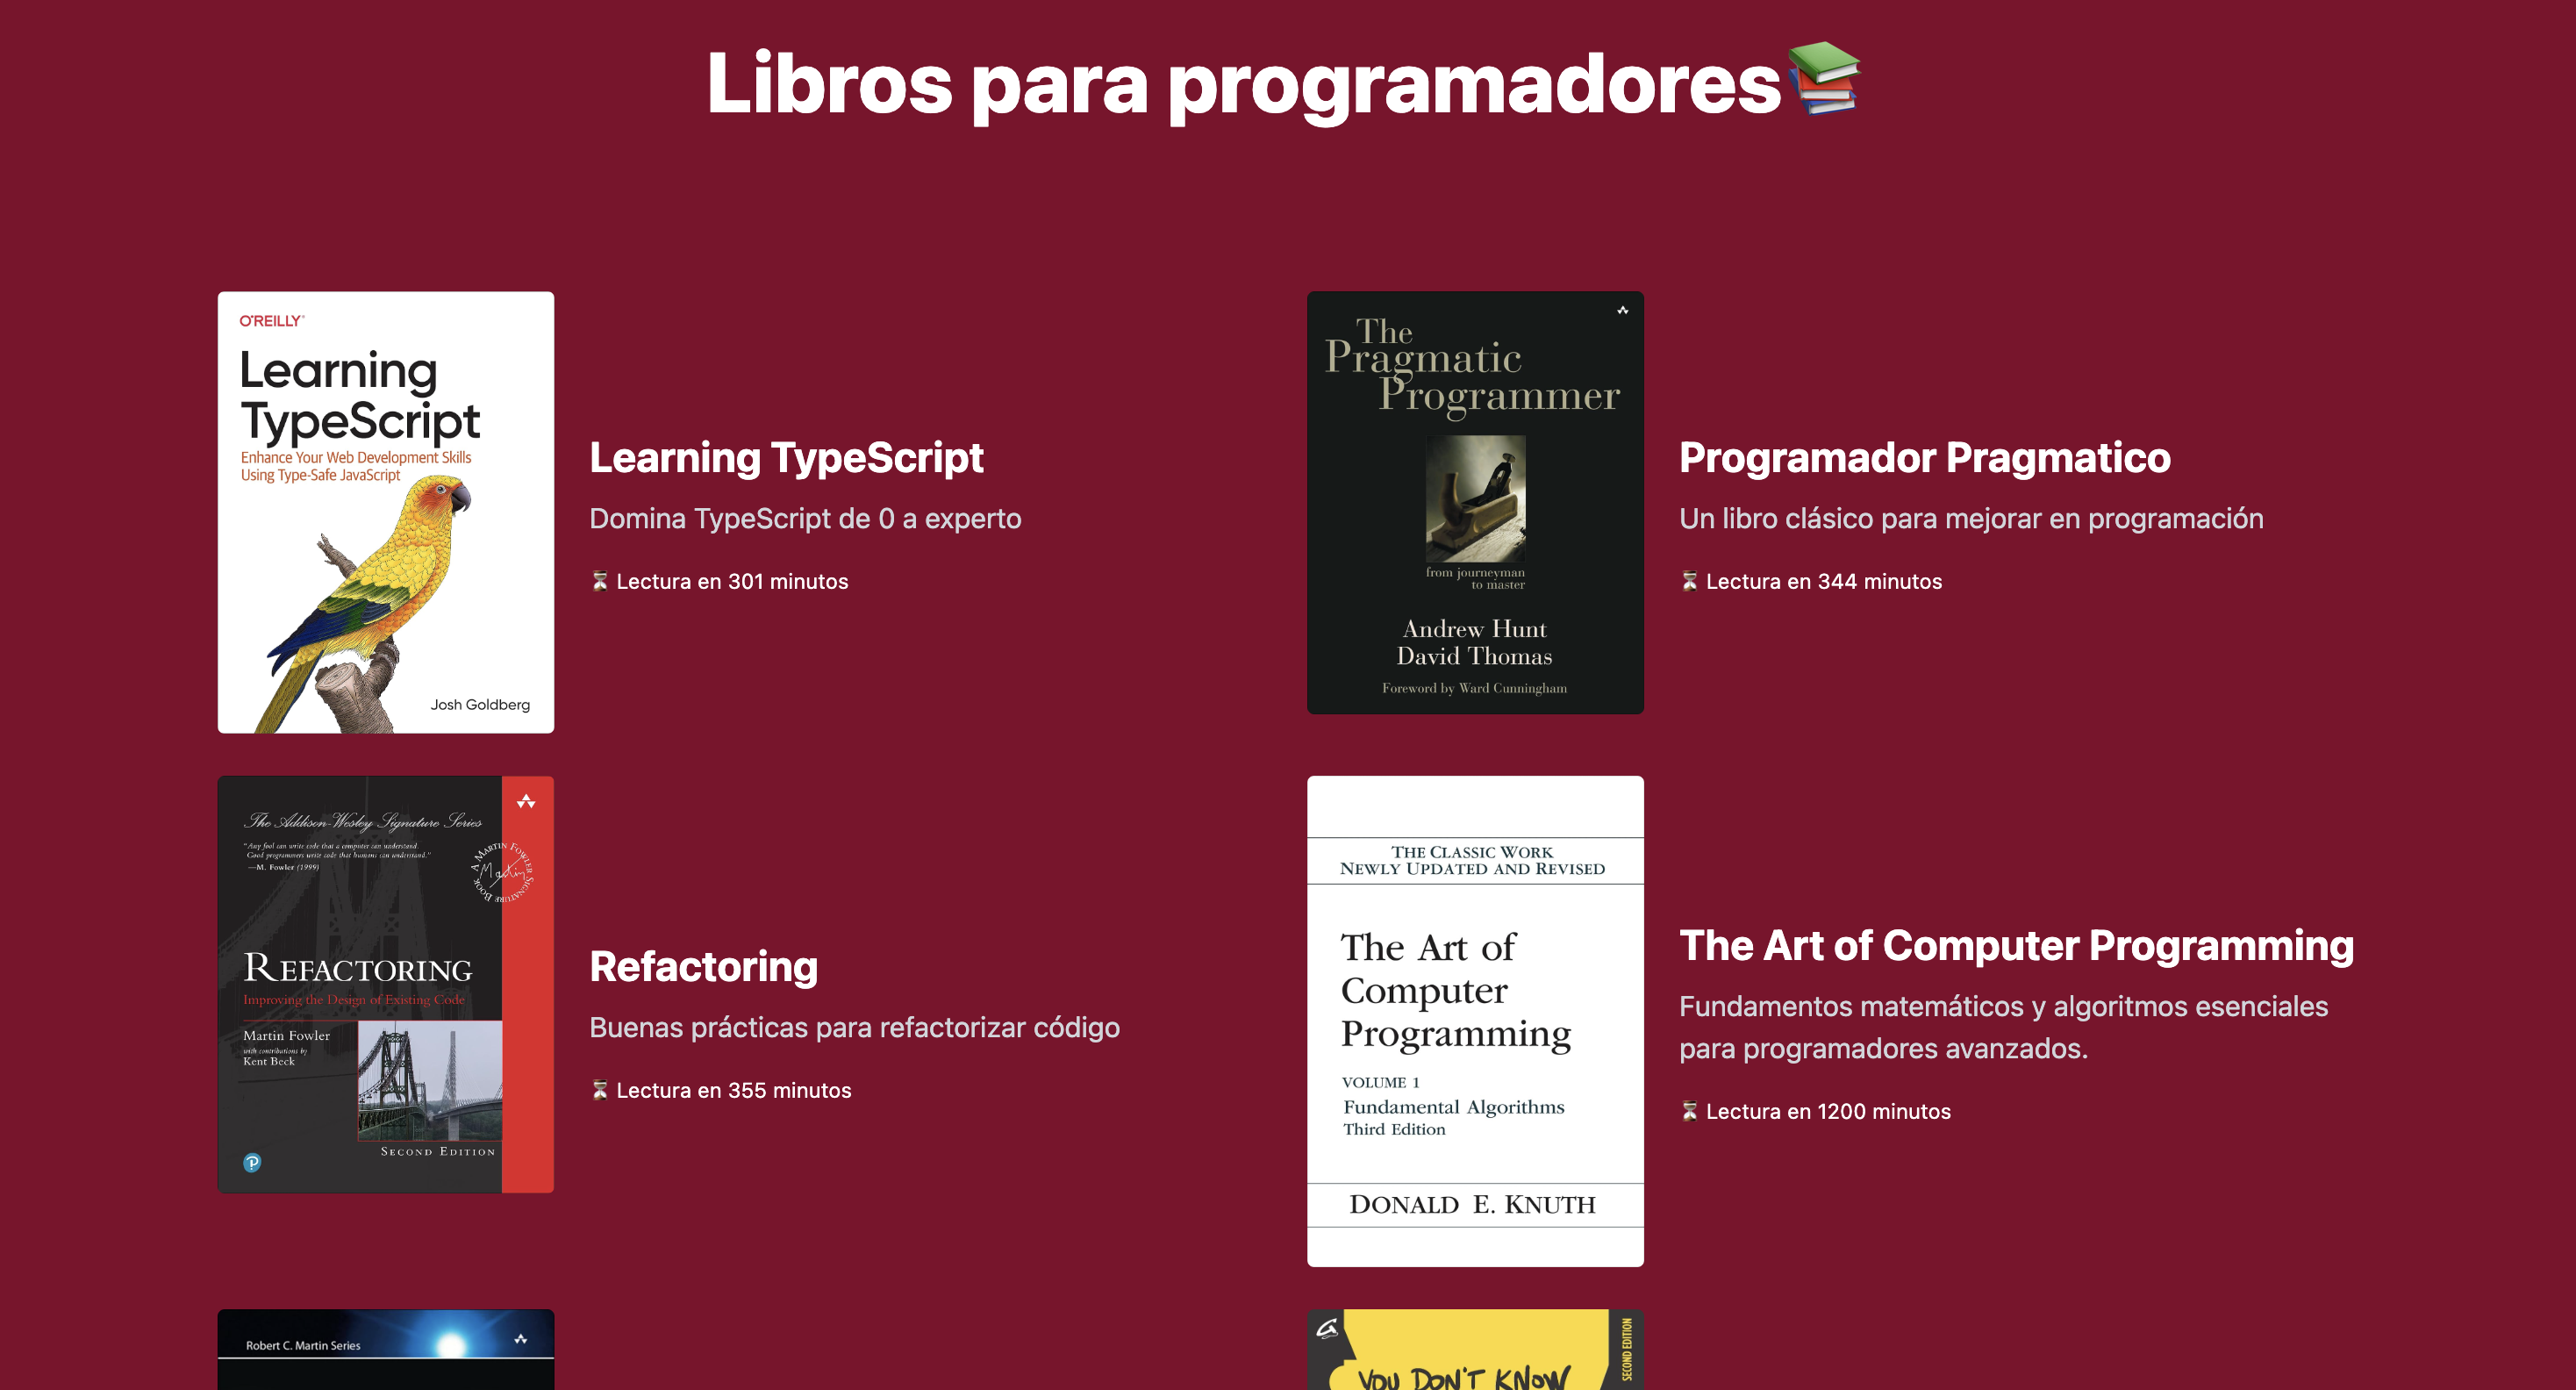 Libros para programadores
O'REILLY
Learning
TypeScript
Enhance Your Web Development Skills
Using Type-Safe JavaScript
Josh Goldberg
Learning TypeScript
Domina TypeScript de 0 a experto
Lectura en 301 minutos
The
Pragmatic
Programmer
from journeyman
to master
Andrew Hunt
David Thomas
Foreword by Ward Cunningham
Programador Pragmatico
Un libro clásico para mejorar en programación
Lectura en 344 minutos
The Addison-Wesley Signature Series
"Any fool can write code that a computer can understand.
Good programmers write code that humans can understand."
—M. Fowler (1999)
A MARTIN FOWLER SIGNATURE BOOK
Martin
REFACTORING
Improving the Design of Existing Code
Martin Fowler
with contributions by
Kent Beck
SECOND EDITION
P
Refactoring
Buenas prácticas para refactorizar código
Lectura en 355 minutos
THE CLASSIC WORK
NEWLY UPDATED AND REVISED
The Art of
Computer
Programming
VOLUME 1
Fundamental Algorithms
Third Edition
DONALD E. KNUTH
The Art of Computer Programming
Fundamentos matemáticos y algoritmos esenciales
para programadores avanzados.
Lectura en 1200 minutos
Robert C. Martin Series
SECOND EDITION
YOU DON'T KNOW